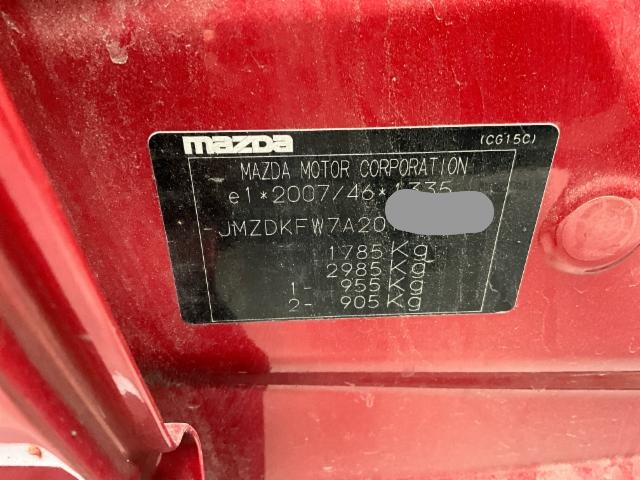 mazda (CG15C)
MAZDA MOTOR CORPORATION
e1*2007/46*1335
JMZDKFW7A20
1785 Kg
2985 Kg
1- 955 Kg
2- 905 Kg